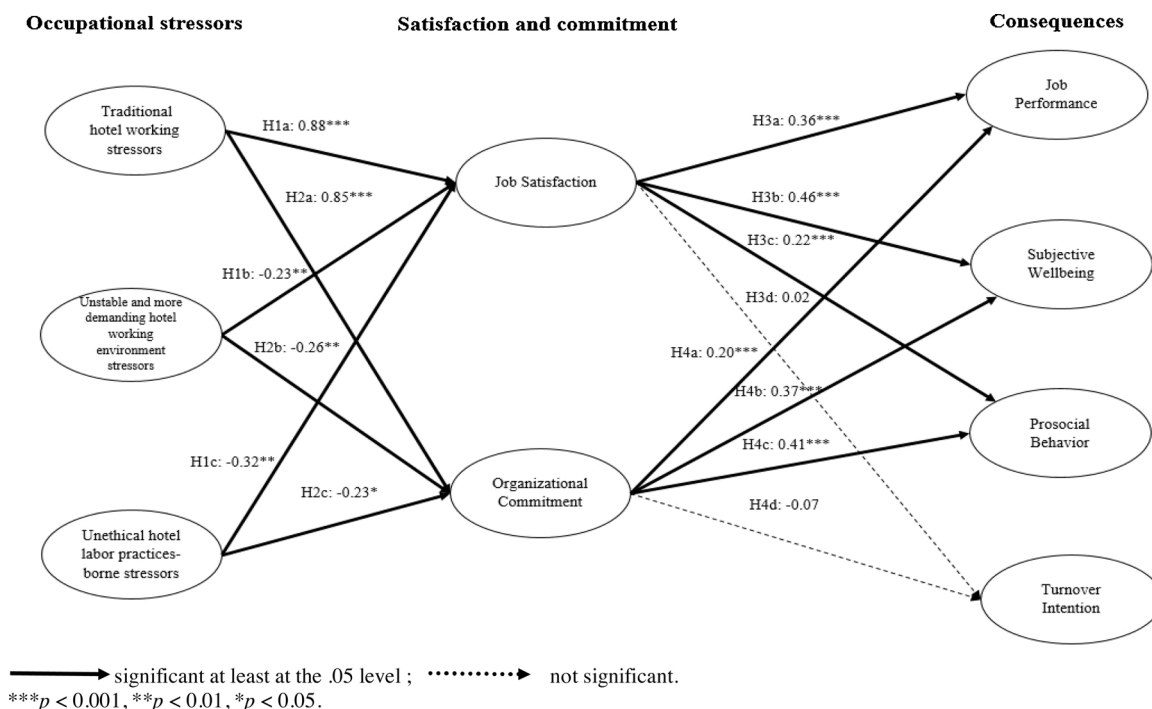 Occupational stressors
Satisfaction and commitment
Consequences
Traditional
hotel working
stressors
Unstable and more
demanding hotel
working
environment
stressors
Unethical hotel
labor practices-
borne stressors
H1a: 0.88***
H2a: 0.85***
H1b: -0.23**
H2b: -0.26**
H1c: -0.32**
H2c: -0.23*
Job Satisfaction
Organizational
Commitment
H3a: 0.36***
H3b: 0.46***
H3c: 0.22***
H3d: 0.02
H4a: 0.20***
H4b: 0.37***
H4c: 0.41***
H4d: -0.07
Job
Performance
Subjective
Wellbeing
Prosocial
Behavior
Turnover
Intention
significant at least at the .05 level ; not significant.
***p < 0.001, **p < 0.01, *p < 0.05.